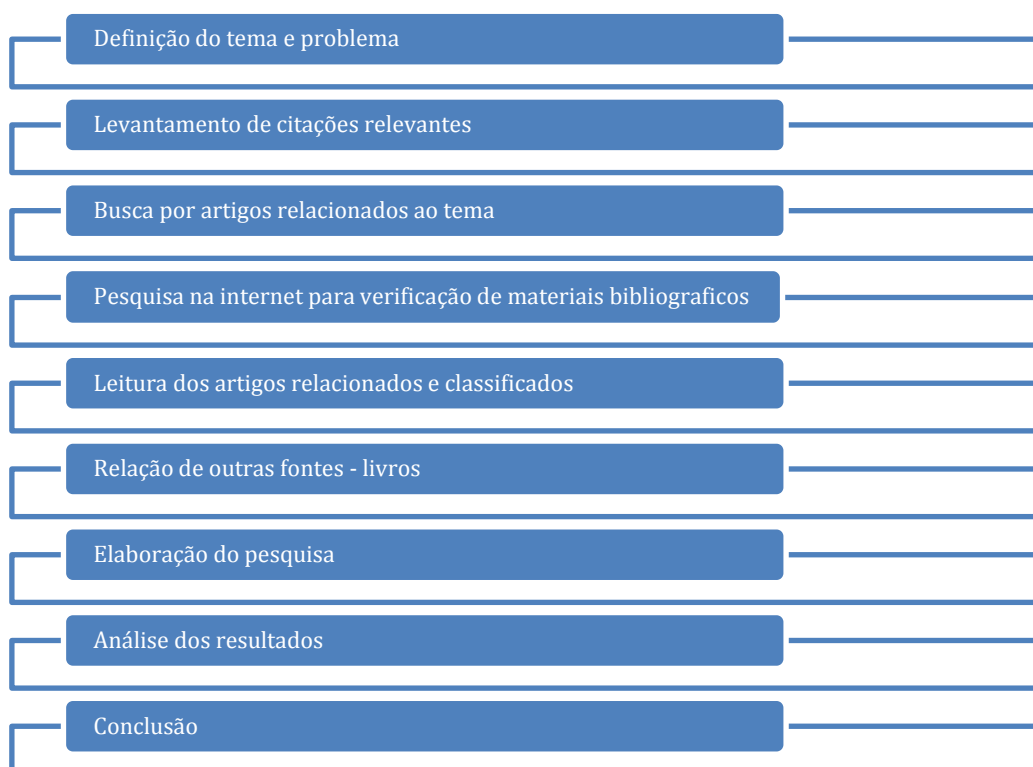 Definição do tema e problema
Levantamento de citações relevantes
Busca por artigos relacionados ao tema
Pesquisa na internet para verificação de materiais bibliograficos
Leitura dos artigos relacionados e classificados
Relação de outras fontes - livros
Elaboração do pesquisa
Análise dos resultados
Conclusão